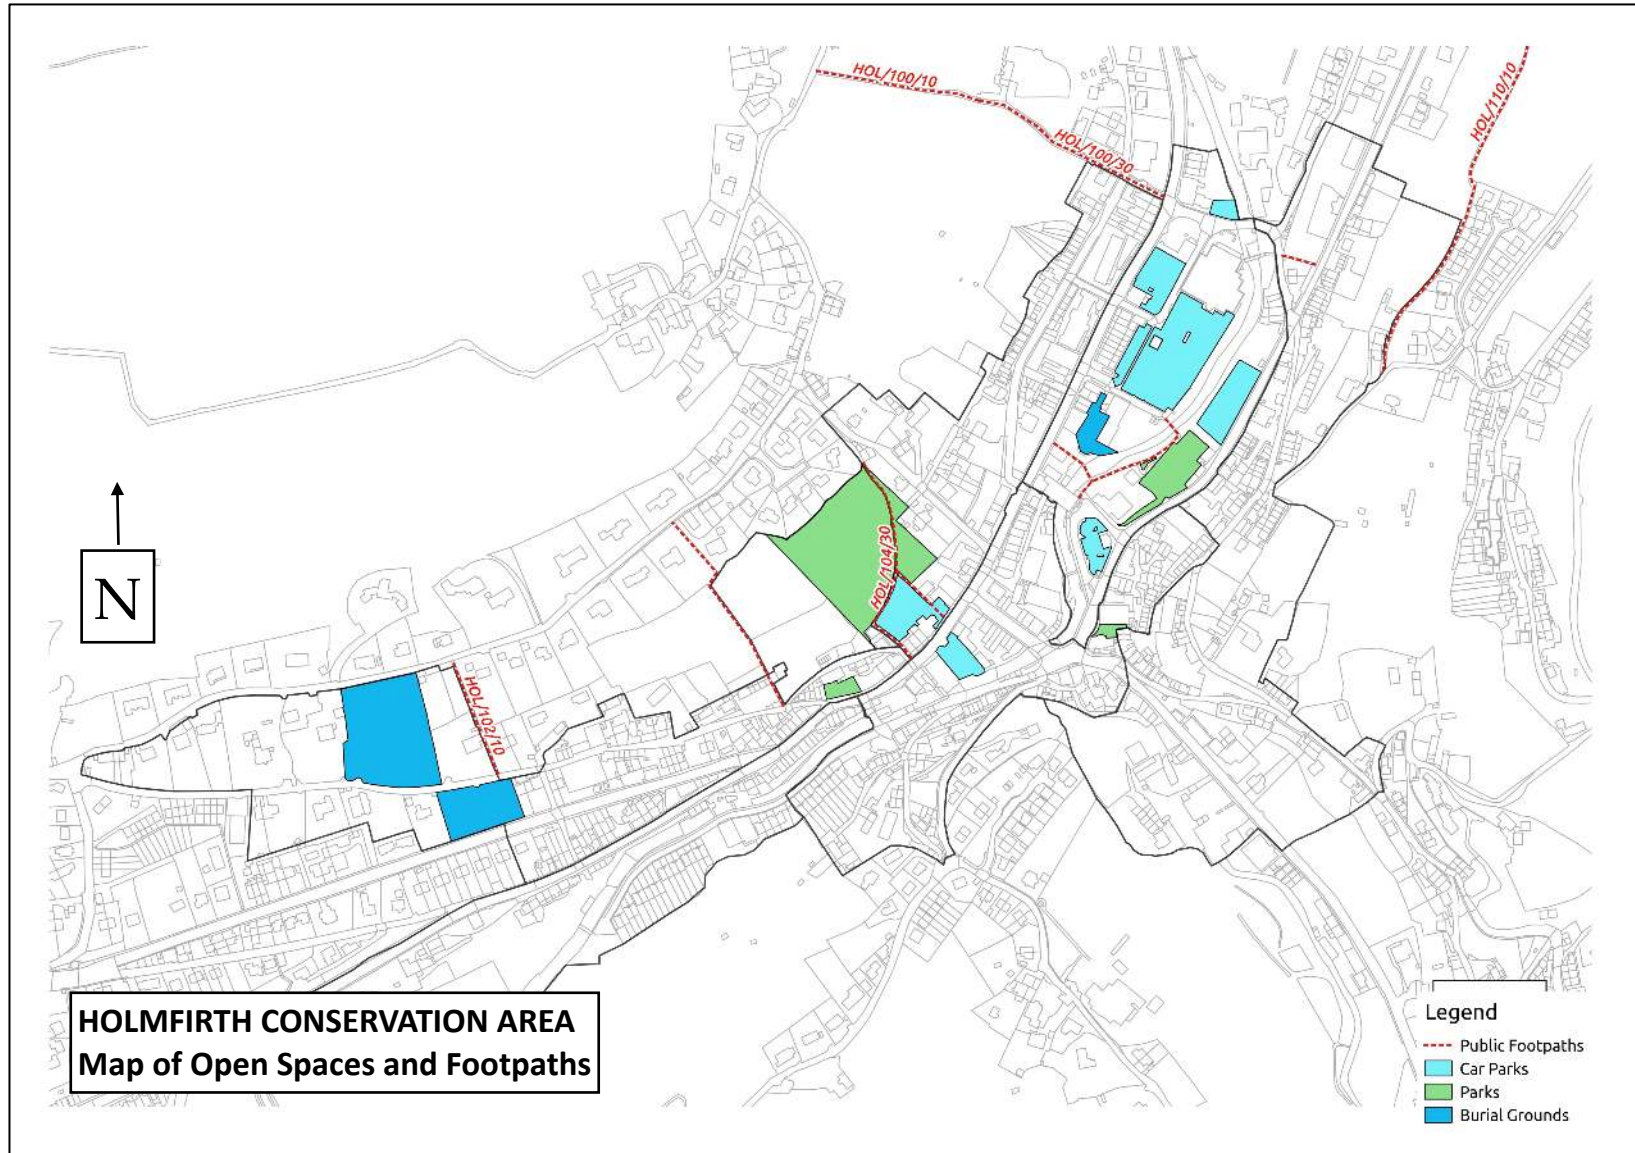 HOL/100/10
HOL/100/30
HOL/110/10
HOL/104/30
HOL/102/10
N
HOLMFIRTH CONSERVATION AREA
Map of Open Spaces and Footpaths
Legend
Public Footpaths
Car Parks
Parks
Burial Grounds